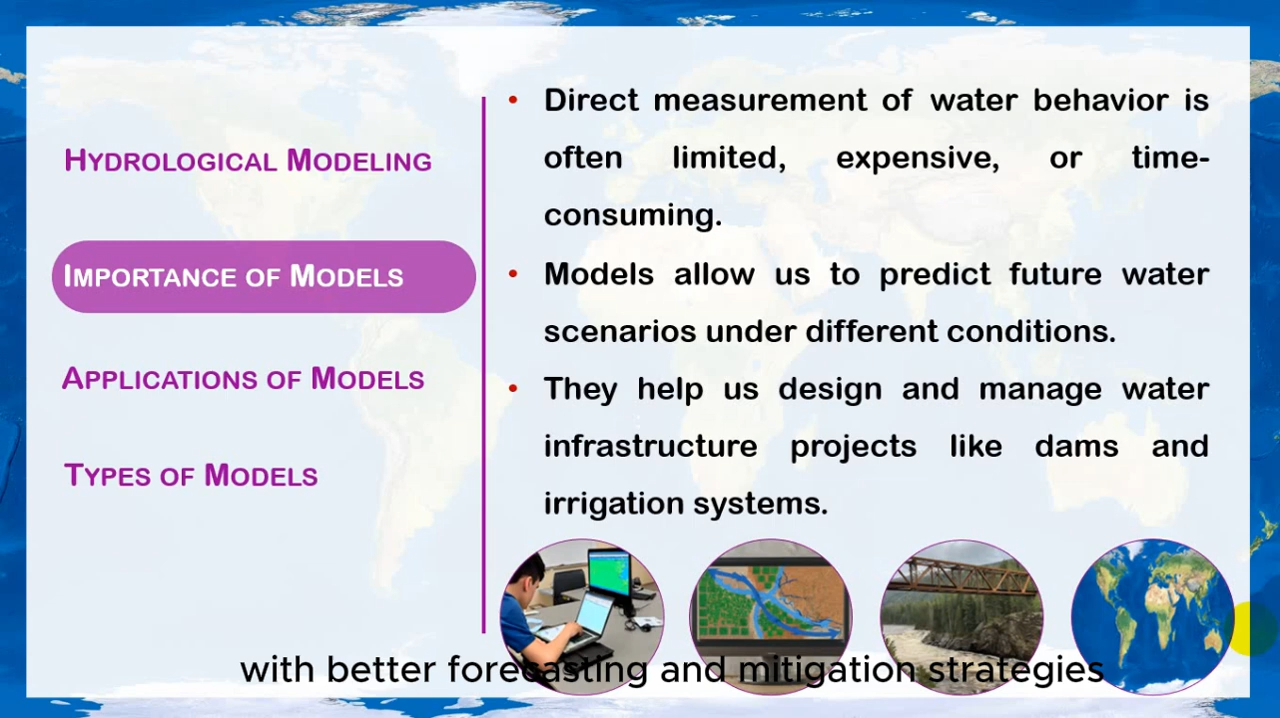 HYDROLOGICAL MODELING
IMPORTANCE OF MODELS
APPLICATIONS OF MODELS
TYPES OF MODELS
• Direct measurement of water behavior is
often limited, expensive, or time-
consuming.
• Models allow us to predict future water
scenarios under different conditions.
• They help us design and manage water
infrastructure projects like dams and
irrigation systems.
with better forecasting and mitigation strategies